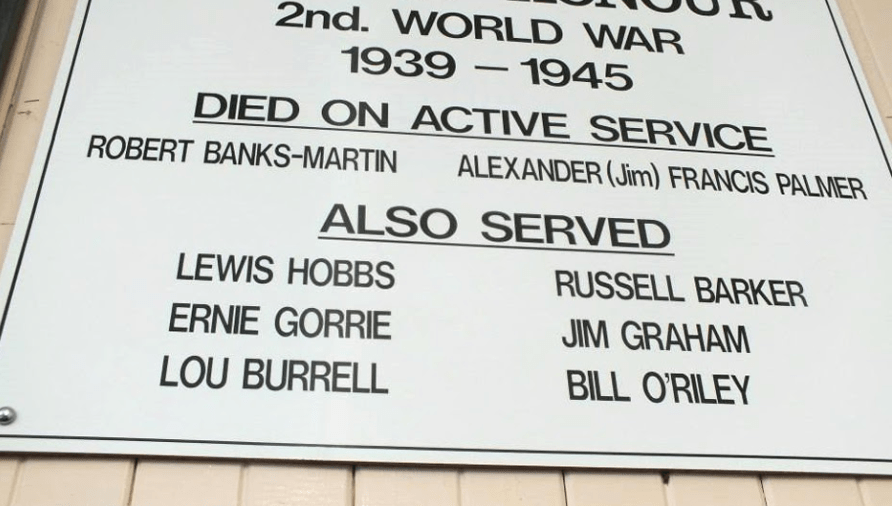 HONOUR
2nd. WORLD WAR
1939 – 1945
DIED ON ACTIVE SERVICE
ROBERT BANKS-MARTIN ALEXANDER (Jim) FRANCIS PALMER
ALSO SERVED
LEWIS HOBBS RUSSELL BARKER
ERNIE GORRIE JIM GRAHAM
LOU BURRELL BILL O'RILEY